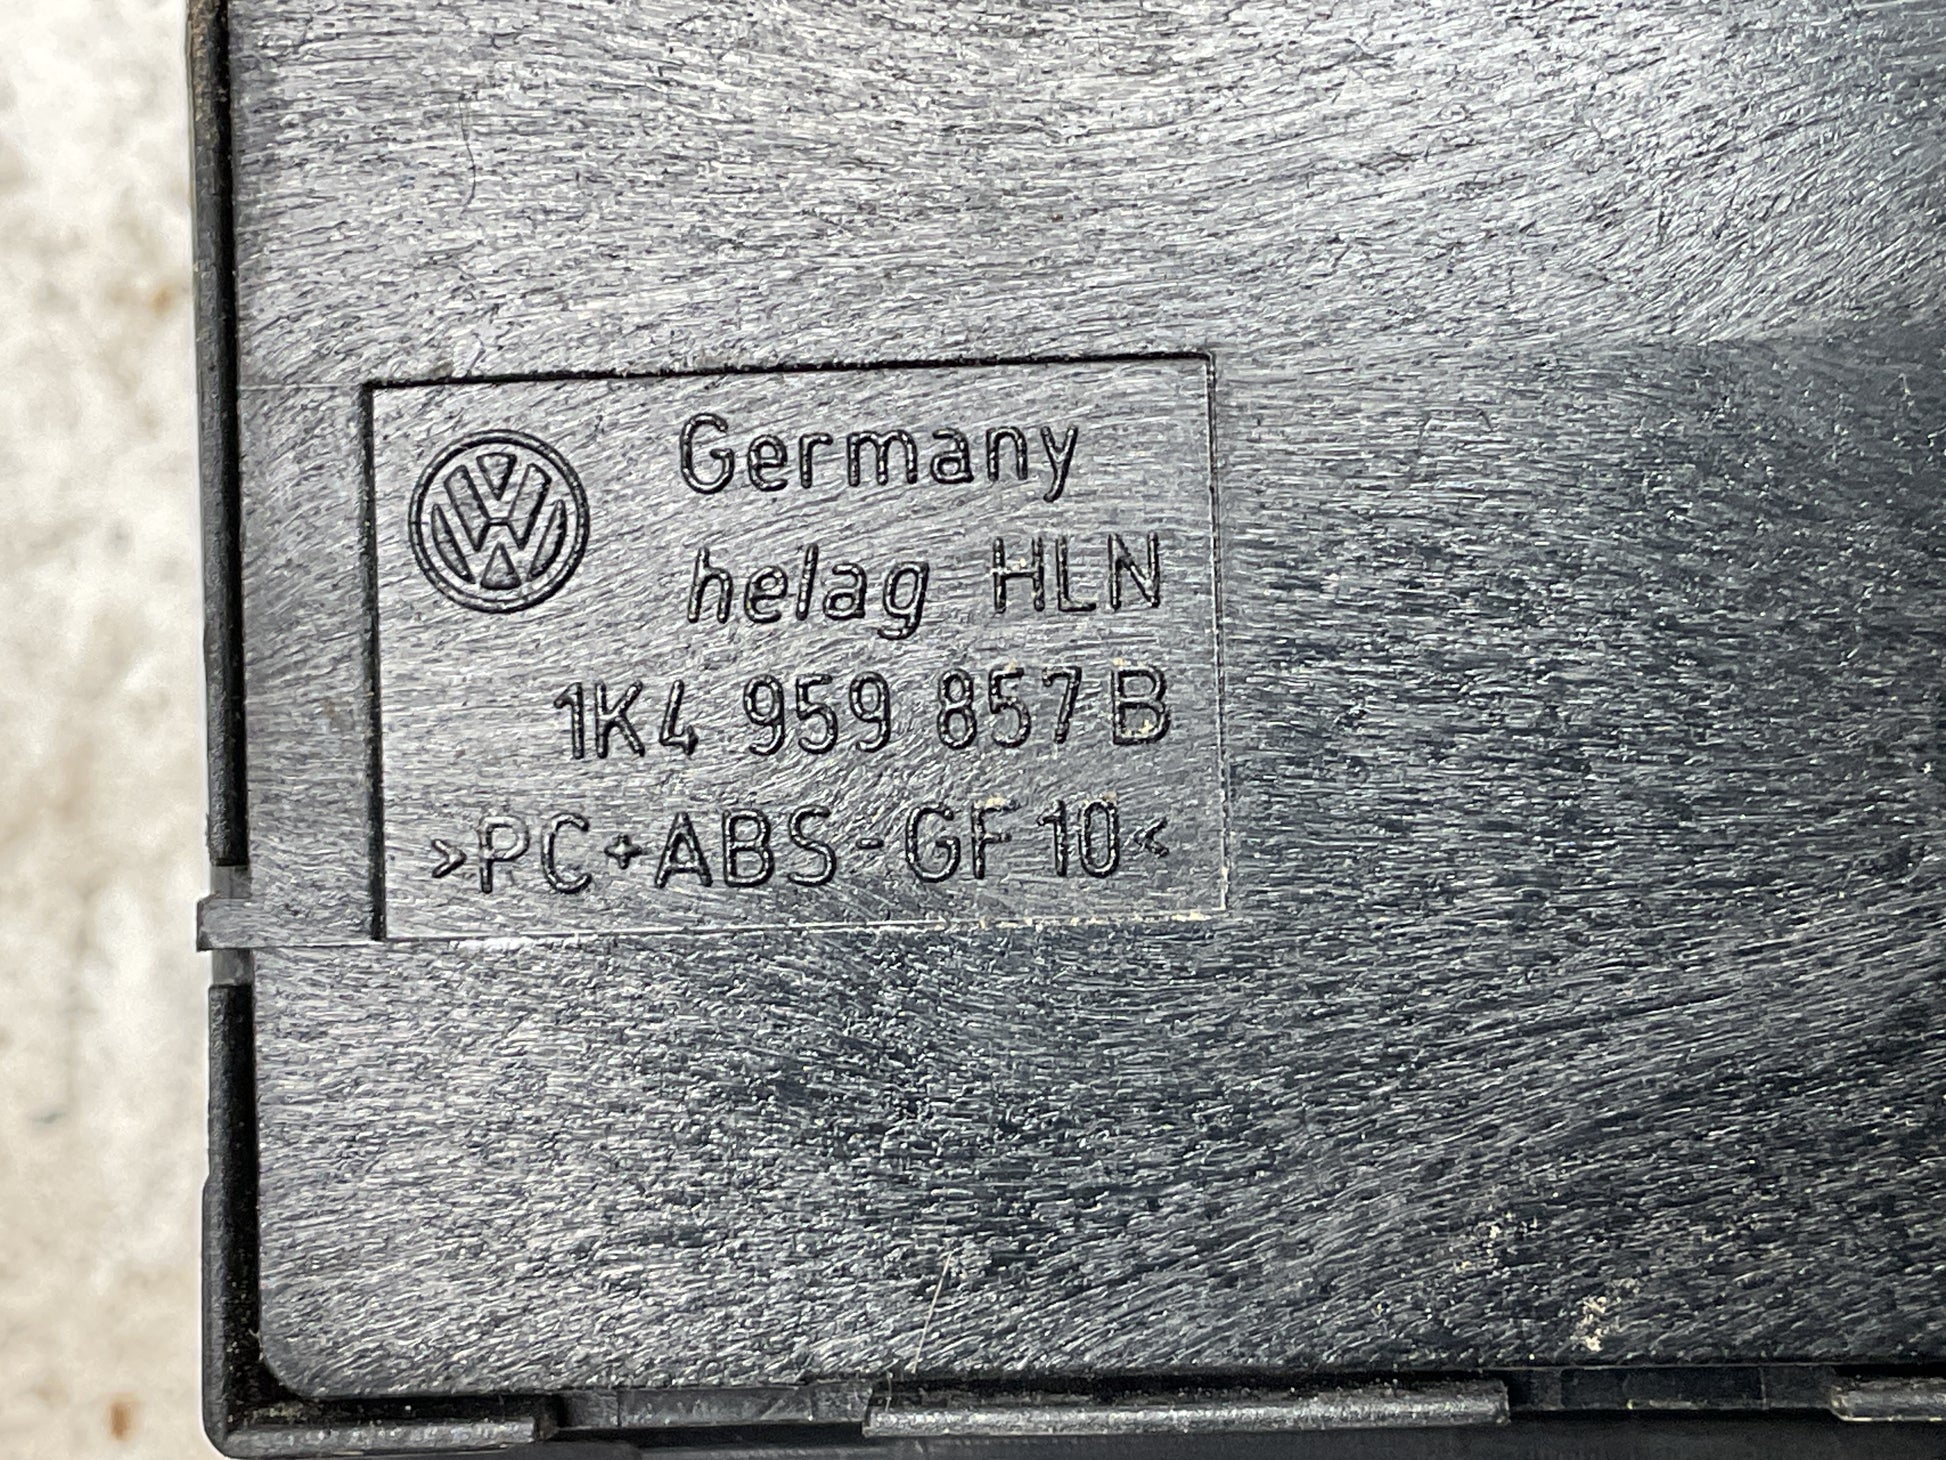 Germany
helag HLN
1K4 959 857 B
>PC+ABS-GF10<